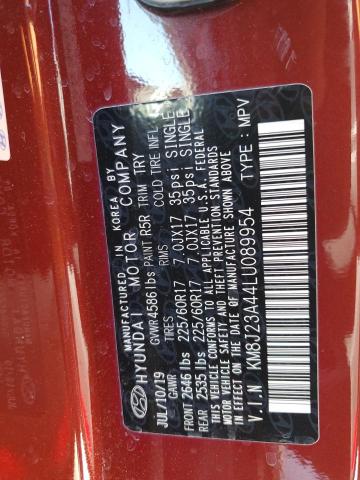 MANUFACTURED IN KOREA BY
HYUNDAI MOTOR COMPANY
JUL/10/19 GVWR 4586 lbs PAINT R5R TRIM TRY
GAWR TIRES RIMS COLD TIRE INFL.
FRONT 2646 lbs 225/60R17 7.0JX17 35psi SINGLE
REAR 2535 lbs 225/60R17 7.0JX17 35psi SINGLE
THIS VEHICLE CONFORMS TO ALL APPLICABLE U.S.A. FEDERAL
MOTOR VEHICLE SAFETY AND THEFT PREVENTION STANDARDS
IN EFFECT ON THE DATE OF MANUFACTURE SHOWN ABOVE.
V.I.N KM8J23A44LU089954 TYPE : MPV